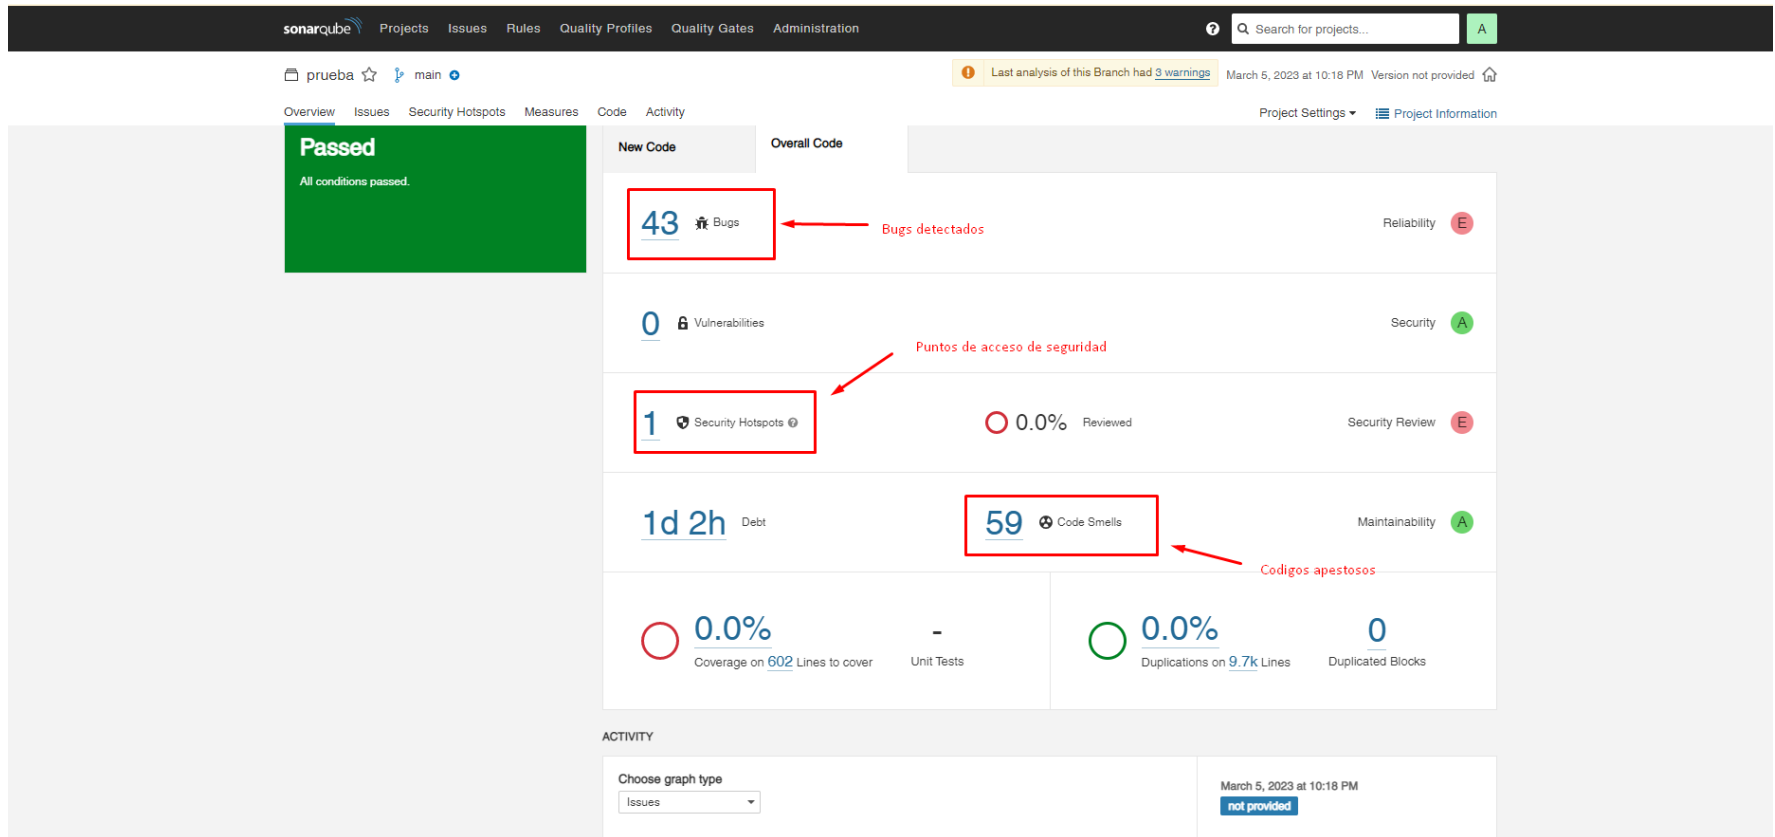 sonarqube Projects Issues Rules Quality Profiles Quality Gates Administration Search for projects... A
prueba main Last analysis of this Branch had 3 warnings March 5, 2023 at 10:18 PM Version not provided
Overview Issues Security Hotspots Measures Code Activity Project Settings Project Information
Passed
All conditions passed.
New Code Overall Code
43 Bugs Bugs detectados Reliability E
0 Vulnerabilities Security A
Puntos de acceso de seguridad
1 Security Hotspots 0.0% Reviewed Security Review E
1d 2h Debt 59 Code Smells Maintainability A
Codigos apestosos
0.0% - 0.0% 0
Coverage on 602 Lines to cover Unit Tests Duplications on 9.7k Lines Duplicated Blocks
ACTIVITY
Choose graph type
Issues
March 5, 2023 at 10:18 PM
not provided